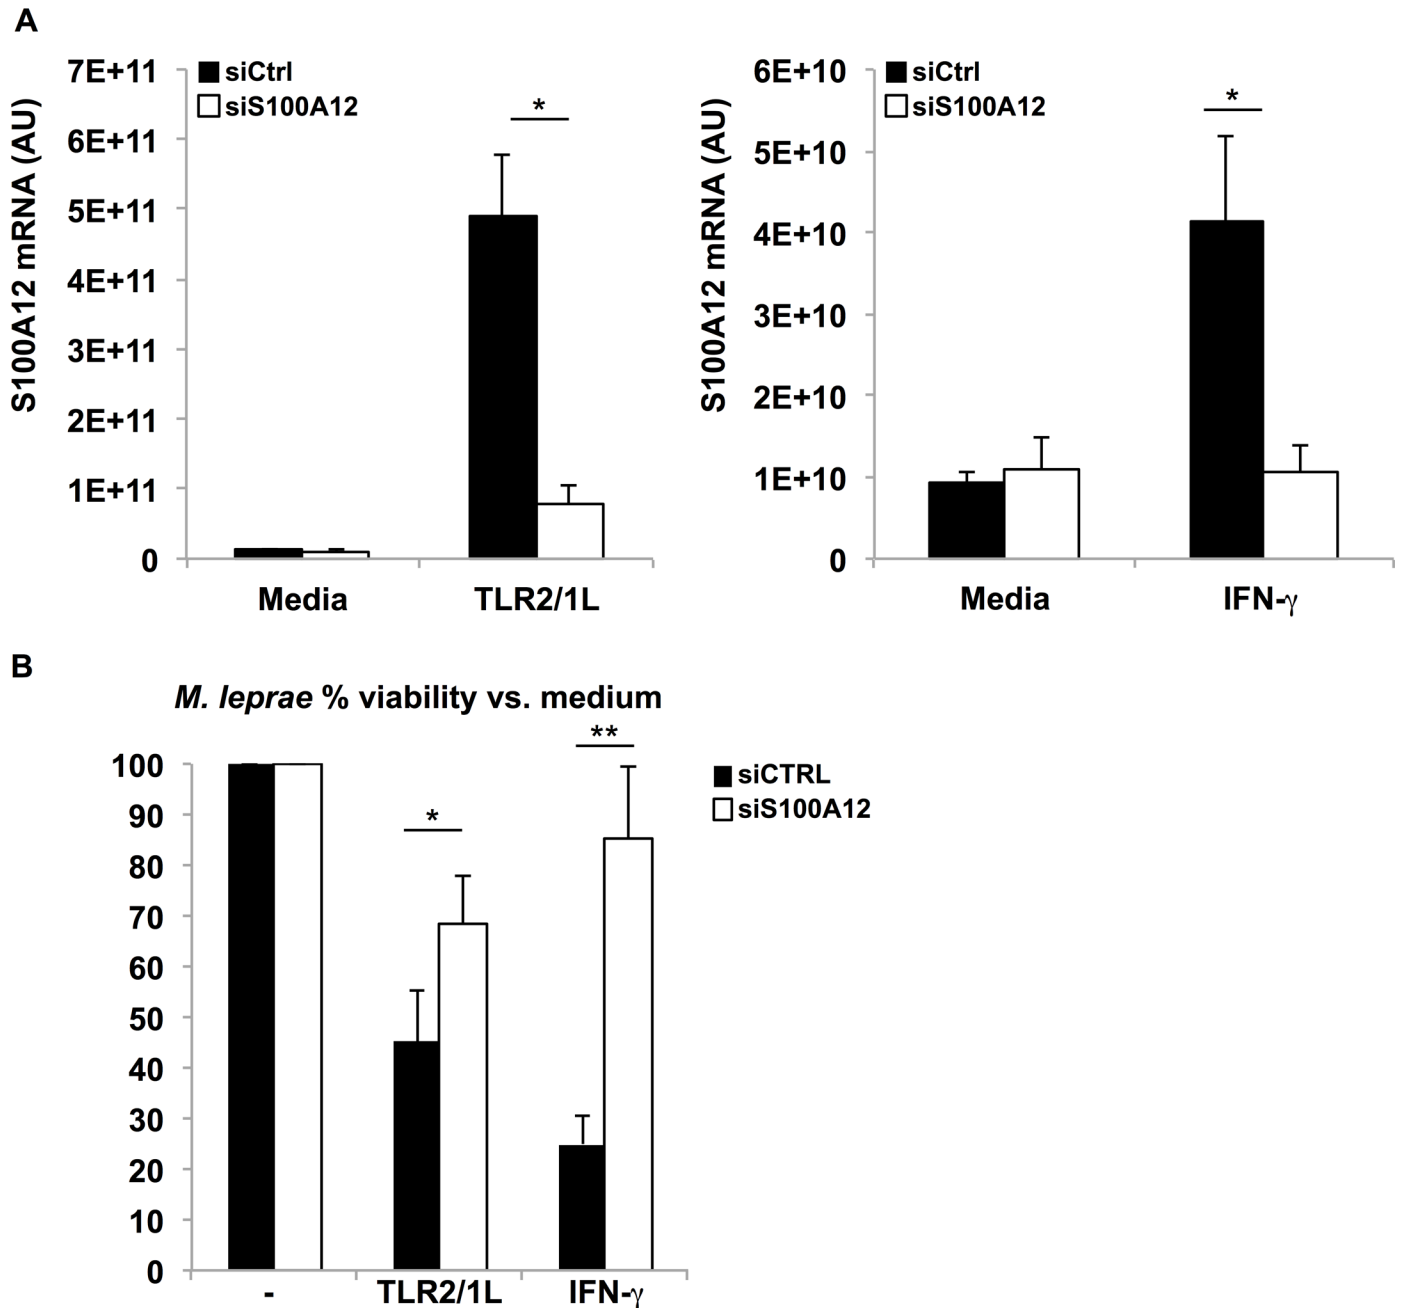 A
S100A12 mRNA (AU)
7E+11
6E+11
5E+11
4E+11
3E+11
2E+11
1E+11
0
siCtrl
siS100A12
*
Media
TLR2/1L
S100A12 mRNA (AU)
6E+10
5E+10
4E+10
3E+10
2E+10
1E+10
0
siCtrl
siS100A12
*
Media
IFN-γ
B
M. leprae % viability vs. medium
100
90
80
70
60
50
40
30
20
10
0
*
**
siCTRL
siS100A12
-
TLR2/1L
IFN-γ